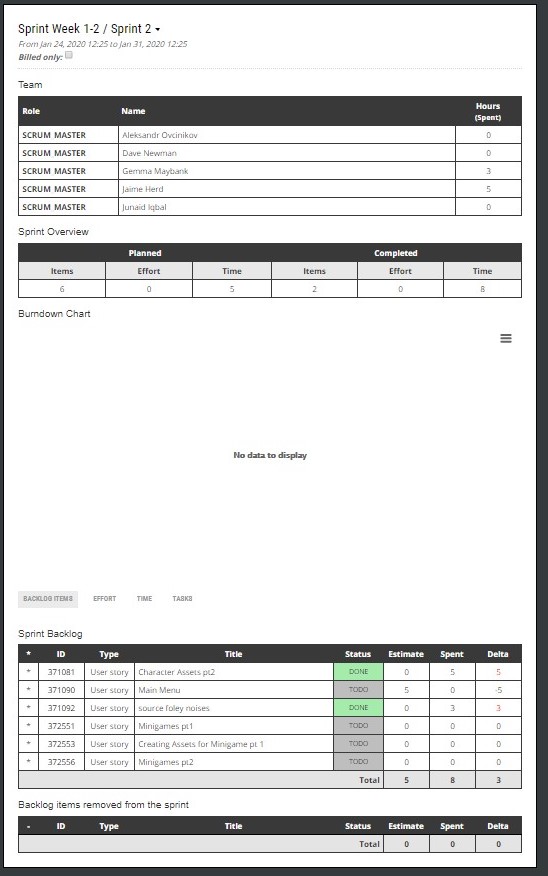 Sprint Week 1-2 / Sprint 2
From Jan 24, 2020 12:25 to Jan 31, 2020 12:25
Billed only:
Team
Role Name Hours (Spent)
SCRUM MASTER Aleksandr Ovcinikov 0
SCRUM MASTER Dave Newman 0
SCRUM MASTER Gemma Maybank 3
SCRUM MASTER Jaime Herd 5
SCRUM MASTER Junaid Iqbal 0
Sprint Overview
Planned Completed
Items Effort Time Items Effort Time
6 0 5 2 0 8
Burndown Chart
No data to display
BACKLOG ITEMS EFFORT TIME TASKS
Sprint Backlog
* ID Type Title Status Estimate Spent Delta
* 371081 User story Character Assets pt2 DONE 0 5 5
* 371090 User story Main Menu TODO 5 0 -5
* 371092 User story source foley noises DONE 0 3 3
* 372551 User story Minigames pt1 TODO 0 0 0
* 372553 User story Creating Assets for Minigame pt 1 TODO 0 0 0
* 372556 User story Minigames pt2 TODO 0 0 0
Total 5 8 3
Backlog items removed from the sprint
- ID Type Title Status Estimate Spent Delta
Total 0 0 0